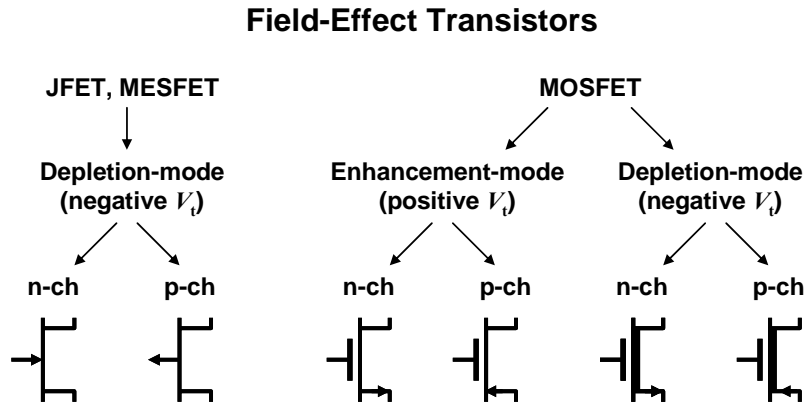 Field-Effect Transistors
JFET, MESFET
MOSFET
Depletion-mode
(negative Vt)
Enhancement-mode
(positive Vt)
Depletion-mode
(negative Vt)
n-ch
p-ch
n-ch
p-ch
n-ch
p-ch